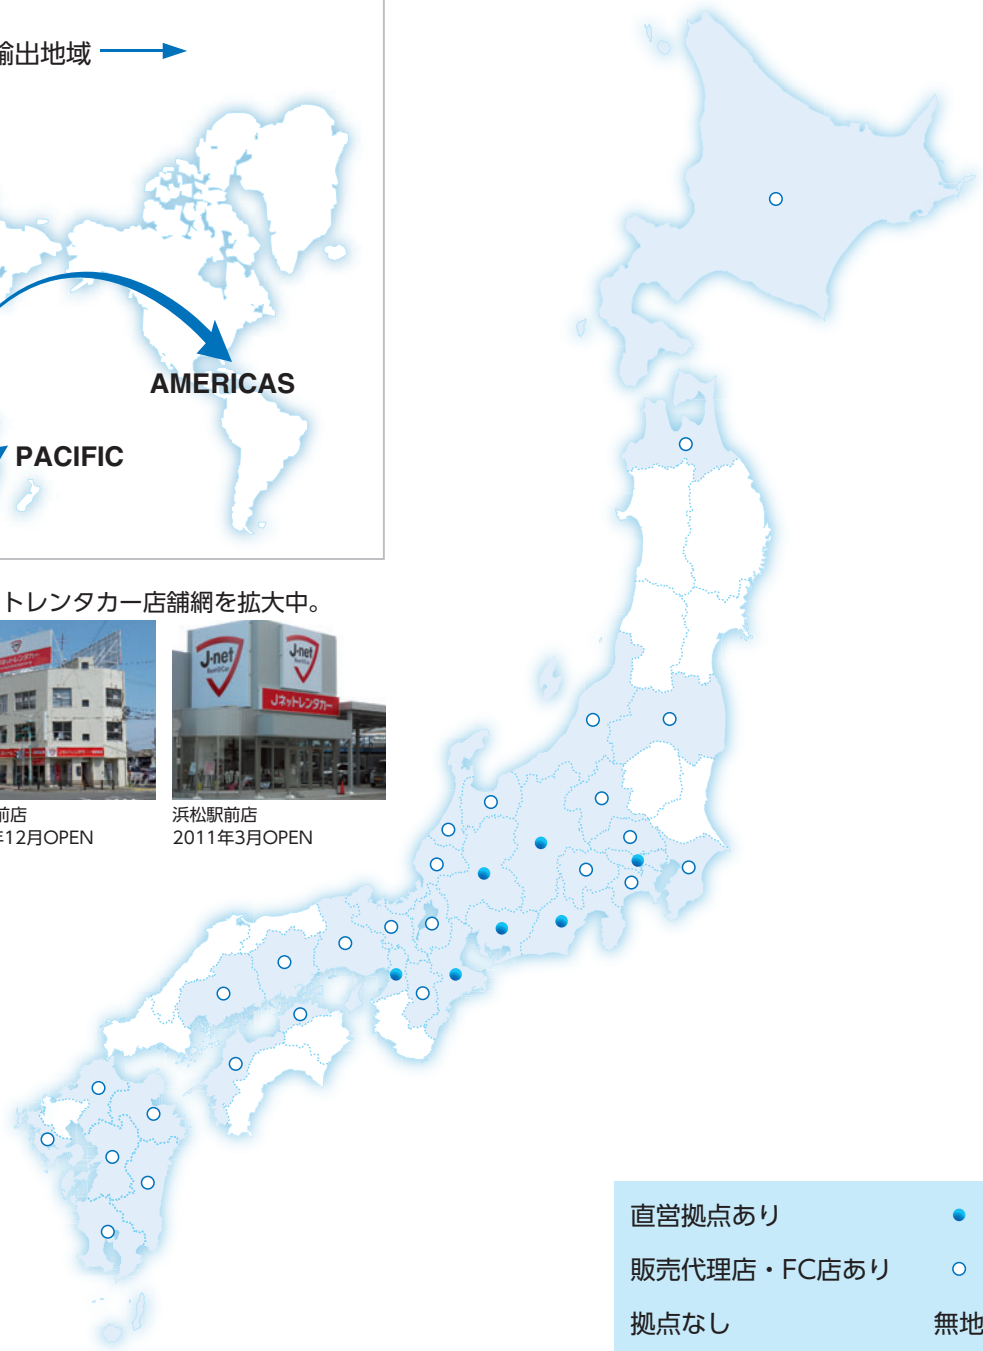 輸出地域
AMERICAS
PACIFIC
トレンタカー店舗網を拡大中。
J-net
J-net
Jネットレンタカー
前店
年12月OPEN
浜松駅前店
2011年3月OPEN
直営拠点あり
販売代理店・FC店あり
拠点なし 無地